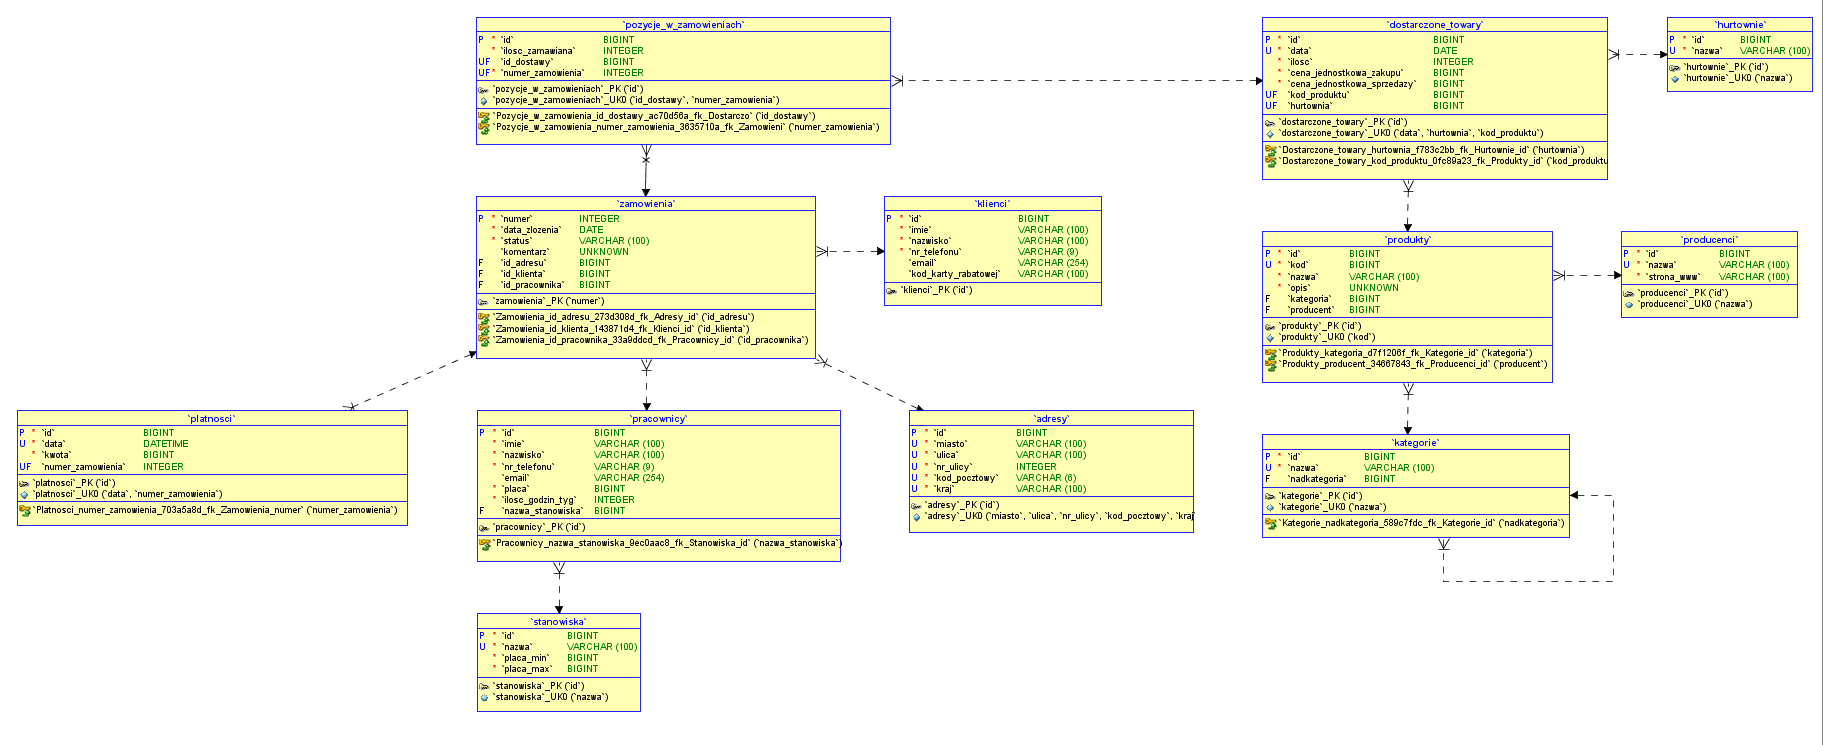 `pozycje_w_zamowieniach`
P * `id` BIGINT
* `ilosc_zamawiana` INTEGER
UF `id_dostawy` BIGINT
UF * `numer_zamowienia` INTEGER
`pozycje_w_zamowieniach`_PK (`id`)
`pozycje_w_zamowieniach`_UK0 (`id_dostawy`, `numer_zamowienia`)
`Pozycje_w_zamowienia_id_dostawy_ac70d56a_fk_Dostarczo` (`id_dostawy`)
`Pozycje_w_zamowienia_numer_zamowienia_3635710a_fk_Zamowieni` (`numer_zamowienia`)
`dostarczone_towary`
P * `id` BIGINT
U * `data` DATE
* `ilosc` INTEGER
* `cena_jednostkowa_zakupu` BIGINT
* `cena_jednostkowa_sprzedazy` BIGINT
UF `kod_produktu` BIGINT
UF `hurtownia` BIGINT
`dostarczone_towary`_PK (`id`)
`dostarczone_towary`_UK0 (`data`, `hurtownia`, `kod_produktu`)
`Dostarczone_towary_hurtownia_f783c2bb_fk_Hurtownie_id` (`hurtownia`)
`Dostarczone_towary_kod_produktu_0fc89a23_fk_Produkty_id` (`kod_produktu
`hurtownie`
P * `id` BIGINT
U * `nazwa` VARCHAR (100)
`hurtownie`_PK (`id`)
`hurtownie`_UK0 (`nazwa`)
`zamowienia`
P * `numer` INTEGER
* `data_zlozenia` DATE
* `status` VARCHAR (100)
`komentarz` UNKNOWN
F `id_adresu` BIGINT
F `id_klienta` BIGINT
F `id_pracownika` BIGINT
`zamowienia`_PK (`numer`)
`Zamowienia_id_adresu_273d308d_fk_Adresy_id` (`id_adresu`)
`Zamowienia_id_klienta_143871d4_fk_Klienci_id` (`id_klienta`)
`Zamowienia_id_pracownika_33a9ddcd_fk_Pracownicy_id` (`id_pracownika`)
`klienci`
P * `id` BIGINT
* `imie` VARCHAR (100)
* `nazwisko` VARCHAR (100)
* `nr_telefonu` VARCHAR (9)
`email` VARCHAR (254)
`kod_karty_rabatowej` VARCHAR (100)
`klienci`_PK (`id`)
`produkty`
P * `id` BIGINT
U * `kod` BIGINT
* `nazwa` VARCHAR (100)
* `opis` UNKNOWN
F `kategoria` BIGINT
F `producent` BIGINT
`produkty`_PK (`id`)
`produkty`_UK0 (`kod`)
`Produkty_kategoria_d7f1206f_fk_Kategorie_id` (`kategoria`)
`Produkty_producent_34667843_fk_Producenci_id` (`producent`)
`producenci`
P * `id` BIGINT
U * `nazwa` VARCHAR (100)
* `strona_www` VARCHAR (100)
`producenci`_PK (`id`)
`producenci`_UK0 (`nazwa`)
`platnosci`
P * `id` BIGINT
U * `data` DATETIME
* `kwota` BIGINT
UF `numer_zamowienia` INTEGER
`platnosci`_PK (`id`)
`platnosci`_UK0 (`data`, `numer_zamowienia`)
`Platnosci_numer_zamowienia_703a5a8d_fk_Zamowienia_numer` (`numer_zamowienia`)
`pracownicy`
P * `id` BIGINT
* `imie` VARCHAR (100)
* `nazwisko` VARCHAR (100)
* `nr_telefonu` VARCHAR (9)
`email` VARCHAR (254)
* `placa` BIGINT
* `ilosc_godzin_tyg` INTEGER
F `nazwa_stanowiska` BIGINT
`pracownicy`_PK (`id`)
`Pracownicy_nazwa_stanowiska_9ec0aac8_fk_Stanowiska_id` (`nazwa_stanowiska`)
`adresy`
P * `id` BIGINT
U * `miasto` VARCHAR (100)
U * `ulica` VARCHAR (100)
U * `nr_ulicy` INTEGER
U * `kod_pocztowy` VARCHAR (6)
U * `kraj` VARCHAR (100)
`adresy`_PK (`id`)
`adresy`_UK0 (`miasto`, `ulica`, `nr_ulicy`, `kod_pocztowy`, `kraj
`kategorie`
P * `id` BIGINT
U * `nazwa` VARCHAR (100)
F `nadkategoria` BIGINT
`kategorie`_PK (`id`)
`kategorie`_UK0 (`nazwa`)
`Kategorie_nadkategoria_589c7fdc_fk_Kategorie_id` (`nadkategoria`)
`stanowiska`
P * `id` BIGINT
U * `nazwa` VARCHAR (100)
* `placa_min` BIGINT
* `placa_max` BIGINT
`stanowiska`_PK (`id`)
`stanowiska`_UK0 (`nazwa`)